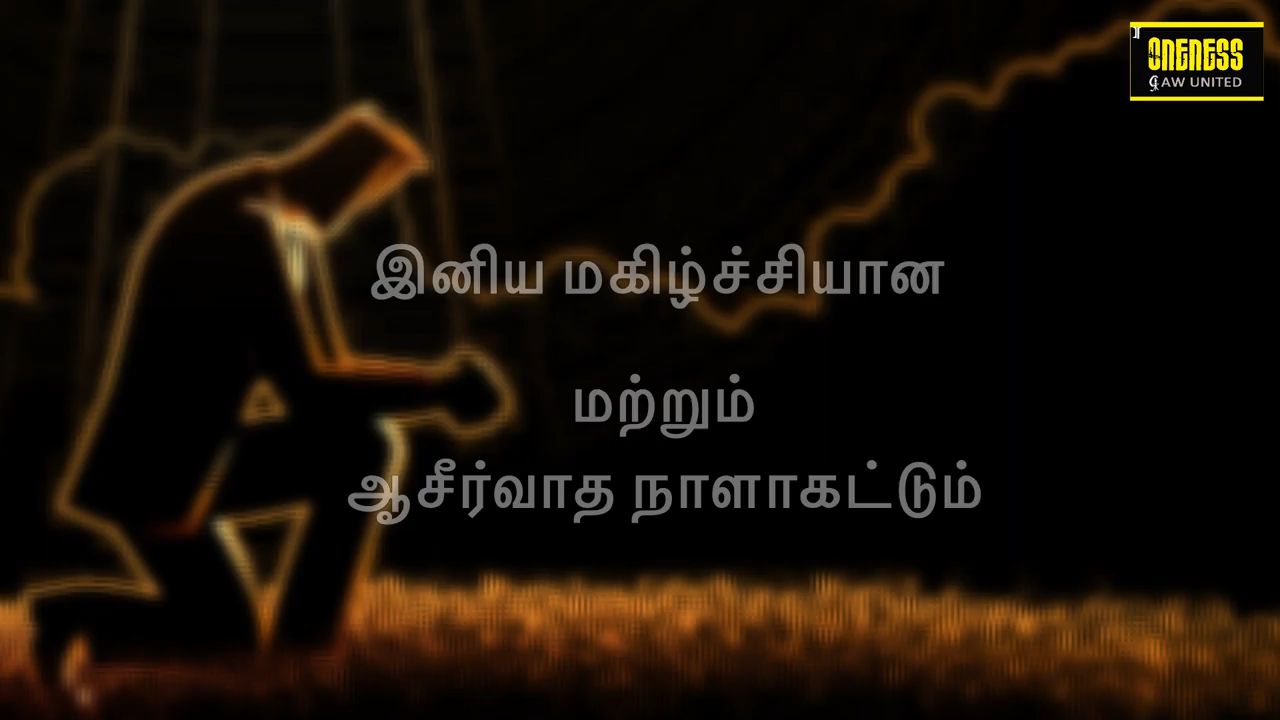 ONENESS
AW UNITED
இனிய மகிழ்ச்சியான
மற்றும்
ஆசீர்வாத நாளாகட்டும்